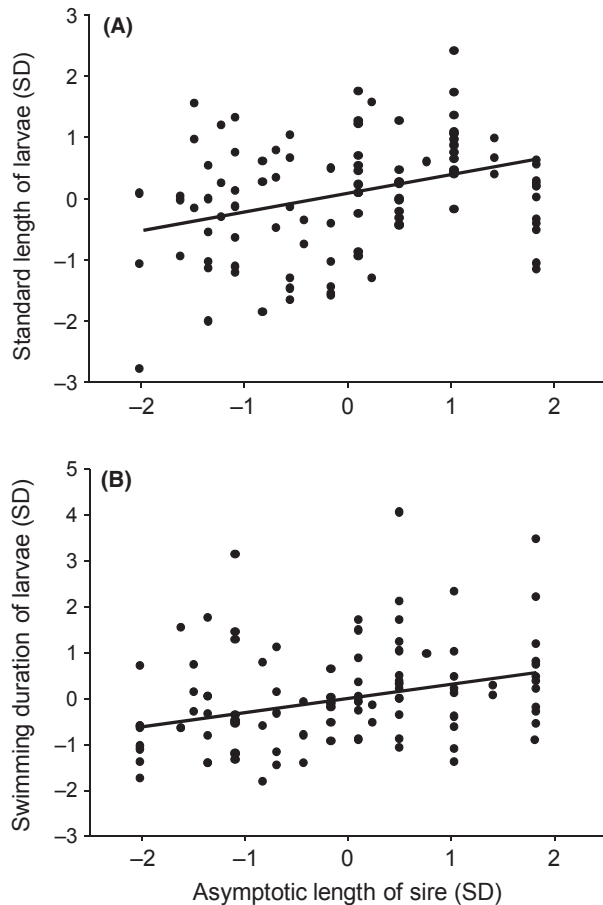 (A)
Standard length of larvae (SD)
3
2
1
0
–1
–2
–3
–2 –1 0 1 2
(B)
Swimming duration of larvae (SD)
5
4
3
2
1
0
–1
–2
–3
–2 –1 0 1 2
Asymptotic length of sire (SD)